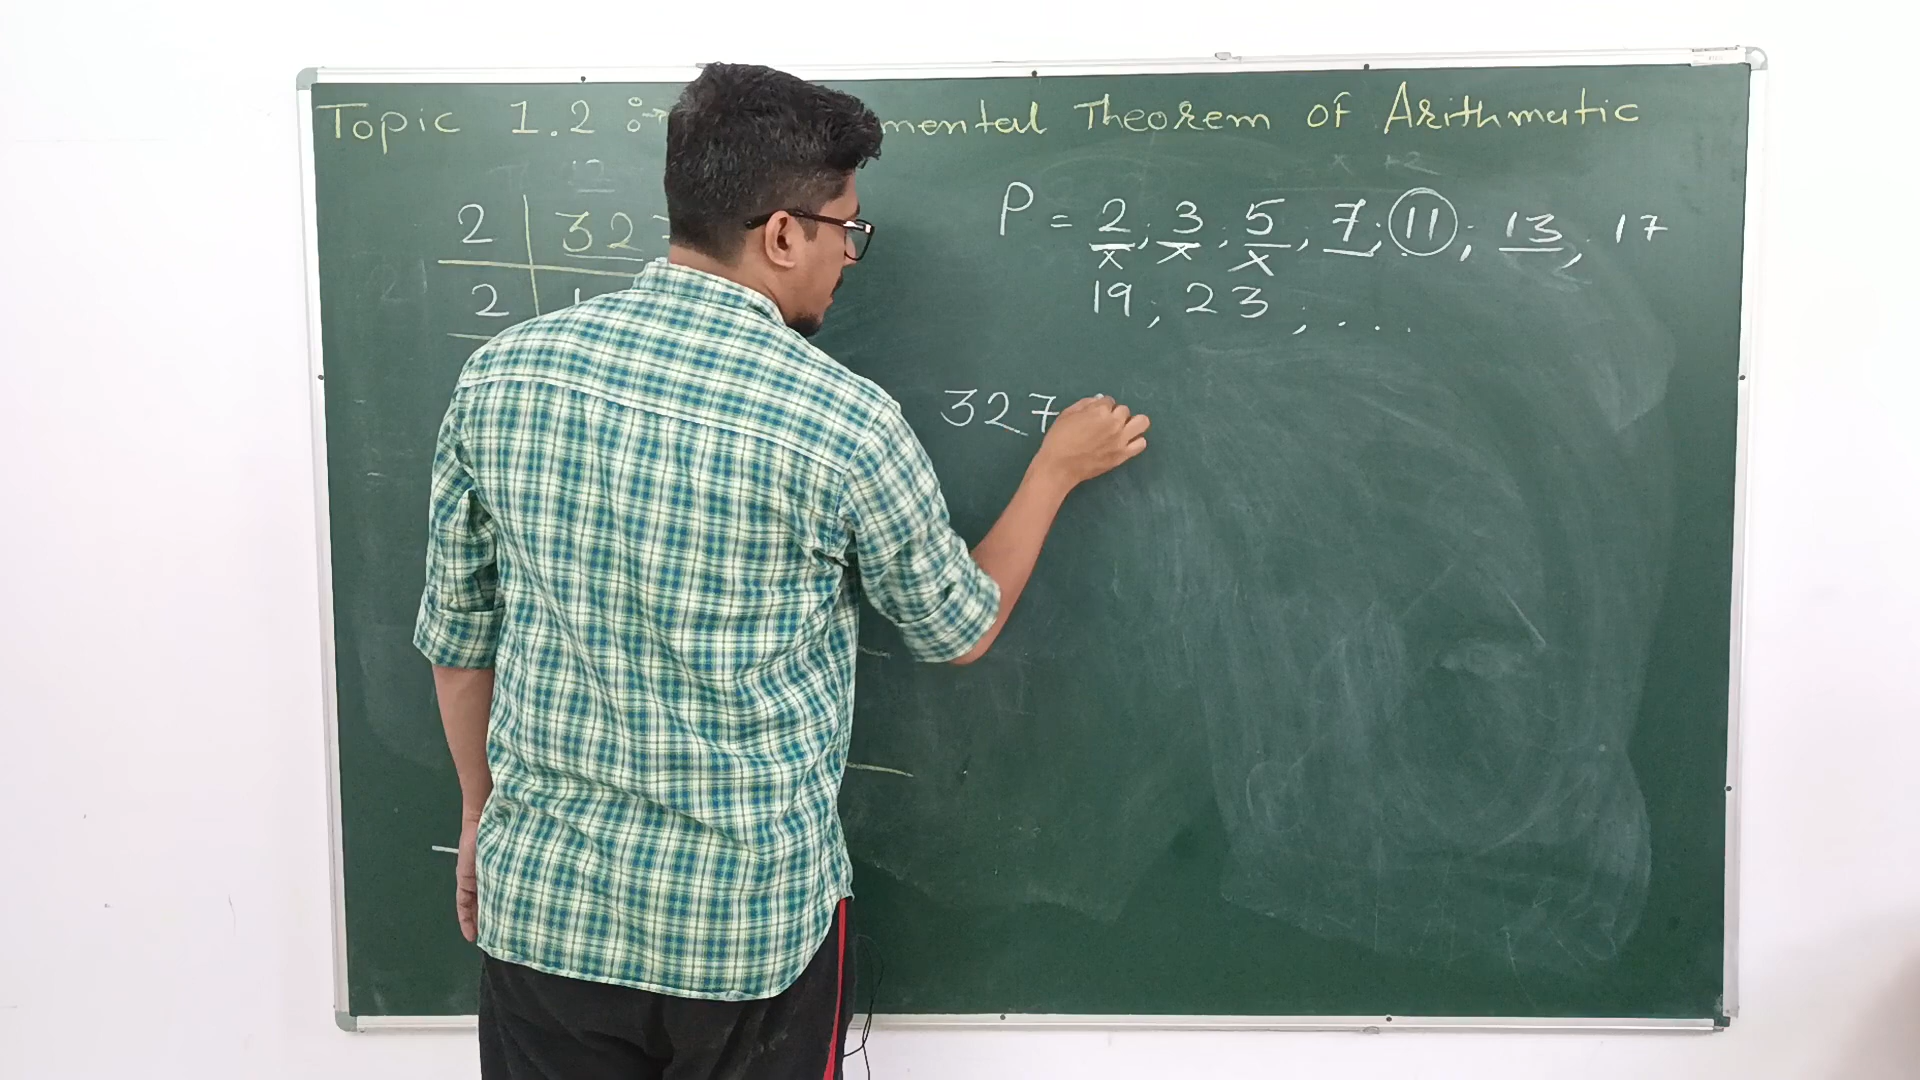 Topic 1.2 : mental Theorem of Arithmatic
P = 2, 3, 5, 7, 11, 13, 17
19, 23, ...
2 327
2
327